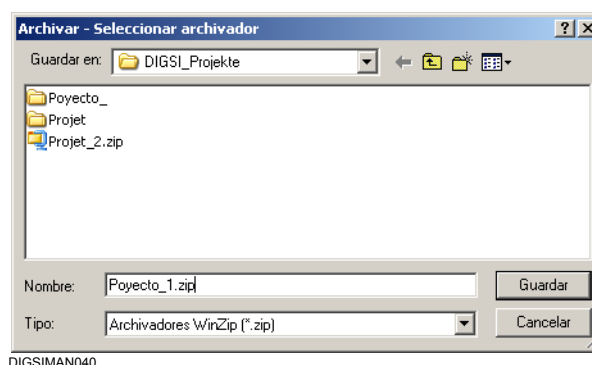 Archivar - Seleccionar archivador
Guardar en: DIGSI_Projekte
Poyecto_
Projet
Projet_2.zip
Nombre: Poyecto_1.zip Guardar
Tipo: Archivadores WinZip (*.zip) Cancelar
DIGSIMAN040